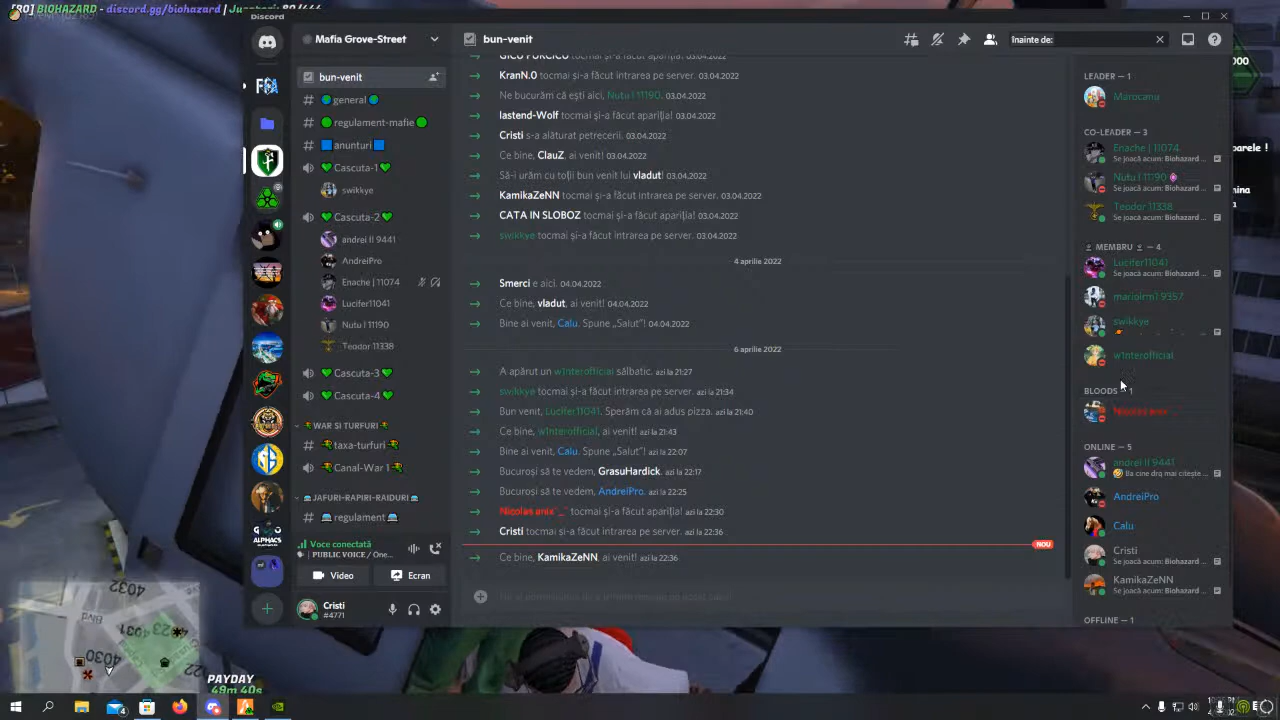 [RO] BIOHAZARD - discord.gg/biohazard |
Discord
Mafia Grove-Street
bun-venit
Inainte de:
bun-venit
general
regulament-mafie
anunturi
Cascuta-1
swikkye
Cascuta-2
andrei II 9441
AndreiPro
Enache | 11074
Lucifer11041
Nutu l 11190
Teodor 11338
Cascuta-3
Cascuta-4
WAR SI TURFURI
taxa-turfuri
Canal-War 1
JAFURI-RAPIRI-RAIDURI
regulament
Voce conectată
PUBLIC VOICE / One...
Video
Ecran
Cristi
#4771
KranN.0 tocmai și-a făcut intrarea pe server. 03.04.2022
Ne bucurăm că ești aici, Nutu l 11190. 03.04.2022
lastend-Wolf tocmai și-a făcut apariția! 03.04.2022
Cristi s-a alăturat petrecerii. 03.04.2022
Ce bine, ClauZ, ai venit! 03.04.2022
Să-i urăm cu toții bun venit lui vladut! 03.04.2022
KamikaZeNN tocmai și-a făcut intrarea pe server. 03.04.2022
CATA IN SLOBOZ tocmai și-a făcut apariția! 03.04.2022
swikkye tocmai și-a făcut intrarea pe server. 03.04.2022
4 aprilie 2022
Smerci e aici. 04.04.2022
Ce bine, vladut, ai venit! 04.04.2022
Bine ai venit, Calu. Spune „Salut”! 04.04.2022
6 aprilie 2022
A apărut un w1nterofficial sălbatic. azi la 21:27
swikkye tocmai și-a făcut intrarea pe server. azi la 21:34
Bun venit, Lucifer11041. Sperăm că ai adus pizza. azi la 21:40
Ce bine, w1nterofficial, ai venit! azi la 21:43
Bine ai venit, Calu. Spune „Salut”! azi la 22:07
Bucuroși să te vedem, GrasuHardick. azi la 22:17
Bucuroși să te vedem, AndreiPro. azi la 22:25
tocmai și-a făcut apariția! azi la 22:30
Cristi tocmai și-a făcut intrarea pe server. azi la 22:36
NOU
Ce bine, KamikaZeNN, ai venit! azi la 22:36
LEADER — 1
Marocanu
CO-LEADER — 3
Enache | 11074
Se joacă acum: Biohazard ...
Nutu l 11190
Se joacă acum: Biohazard ...
Teodor 11338
Se joacă acum: Biohazard ...
MEMBRU — 4
Lucifer11041
Se joacă acum: Biohazard ...
swikkye
w1nterofficial
BLOODS — 1
ONLINE — 5
andrei II 9441
AndreiPro
Calu
Cristi
Se joacă acum: Biohazard ...
KamikaZeNN
Se joacă acum: Biohazard ...
OFFLINE — 1
4032
4031
4030
Blvd
PAYDAY
49m 40s